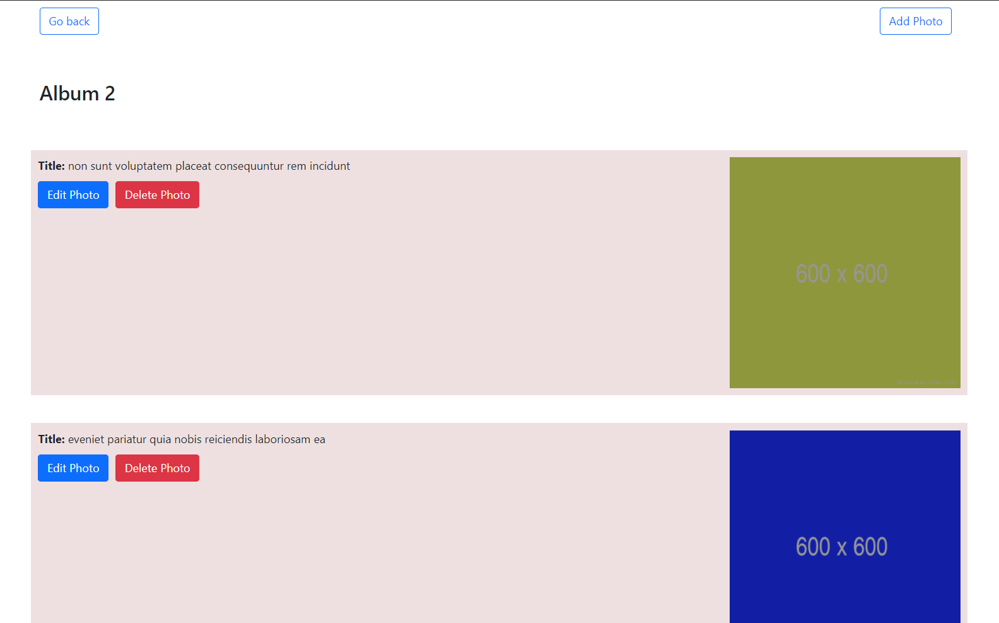 Go back
Add Photo
Album 2
Title: non sunt voluptatem placeat consequuntur rem incidunt
Edit Photo
Delete Photo
600 x 600
Title: eveniet pariatur quia nobis reiciendis laboriosam ea
Edit Photo
Delete Photo
600 x 600